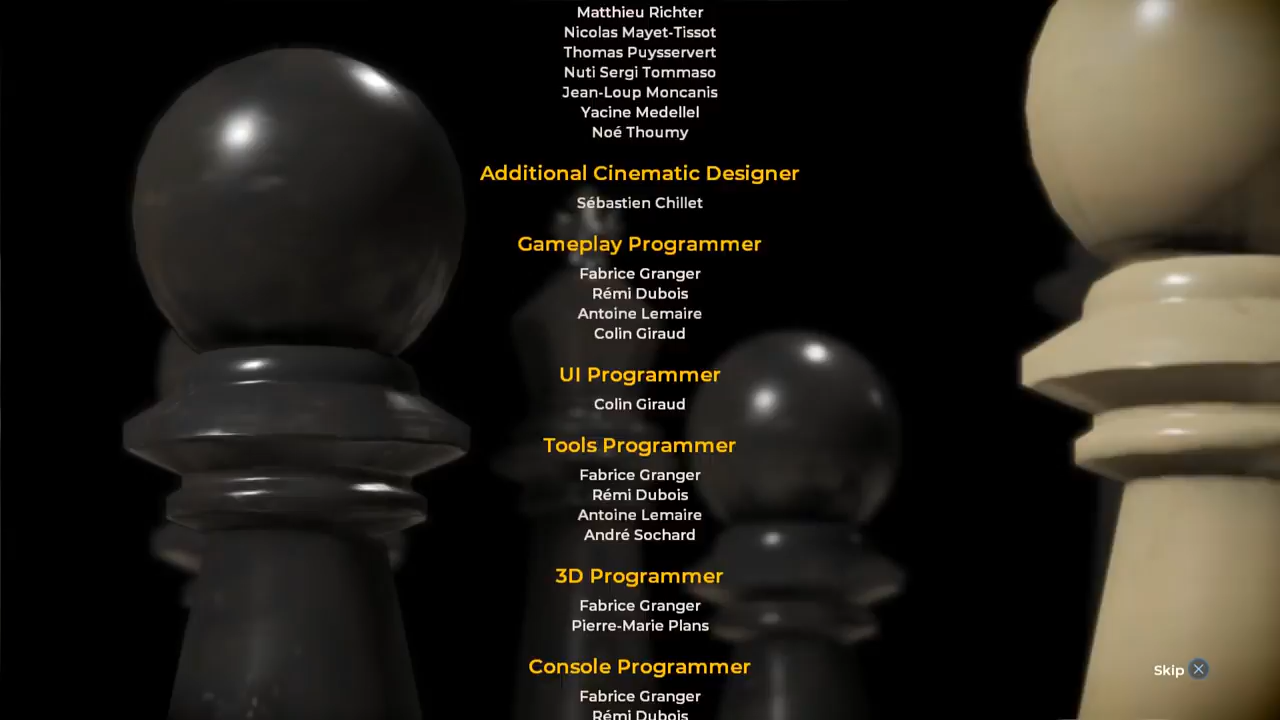 Matthieu Richter
Nicolas Mayet-Tissot
Thomas Puysservert
Nuti Sergi Tommaso
Jean-Loup Moncanis
Yacine Medellel
Noé Thoumy
Additional Cinematic Designer
Sébastien Chillet
Gameplay Programmer
Fabrice Granger
Rémi Dubois
Antoine Lemaire
Colin Giraud
UI Programmer
Colin Giraud
Tools Programmer
Fabrice Granger
Rémi Dubois
Antoine Lemaire
André Sochard
3D Programmer
Fabrice Granger
Pierre-Marie Plans
Console Programmer
Skip
Fabrice Granger
Rémi Dubois